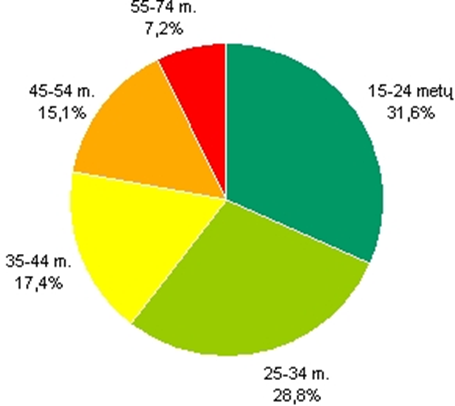 55-74 m.
7,2%
45-54 m.
15,1%
15-24 metų
31,6%
35-44 m.
17,4%
25-34 m.
28,8%